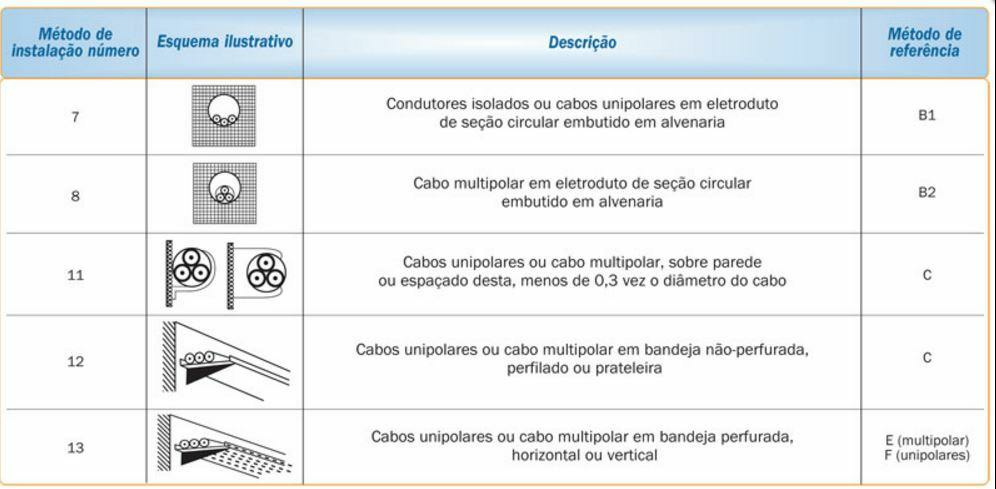 Método de
instalação número
Esquema ilustrativo
Descrição
Método de
referência
7
Condutores isolados ou cabos unipolares em eletroduto
de seção circular embutido em alvenaria
B1
8
Cabo multipolar em eletroduto de seção circular
embutido em alvenaria
B2
11
Cabos unipolares ou cabo multipolar, sobre parede
ou espaçado desta, menos de 0,3 vez o diâmetro do cabo
C
12
Cabos unipolares ou cabo multipolar em bandeja não-perfurada,
perfilado ou prateleira
C
13
Cabos unipolares ou cabo multipolar em bandeja perfurada,
horizontal ou vertical
E (multipolar)
F (unipolares)